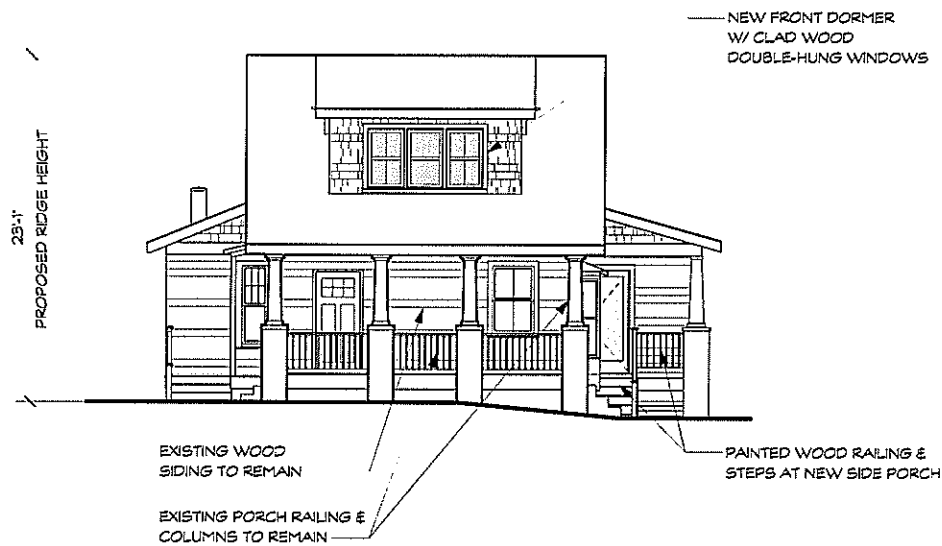 NEW FRONT DORMER
W/ CLAD WOOD
DOUBLE-HUNG WINDOWS
23'-1"
PROPOSED RIDGE HEIGHT
EXISTING WOOD
SIDING TO REMAIN
EXISTING PORCH RAILING &
COLUMNS TO REMAIN
PAINTED WOOD RAILING &
STEPS AT NEW SIDE PORCH